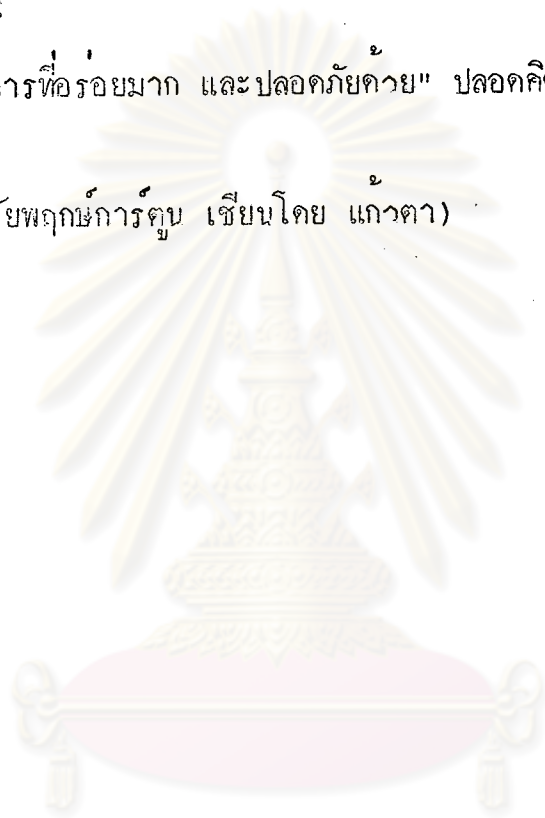 ารที่อร่อยมาก และปลอดภัยด้วย" ปลอด
ยพฤกษ์การ์ตูน เขียนโดย แก้วตา)